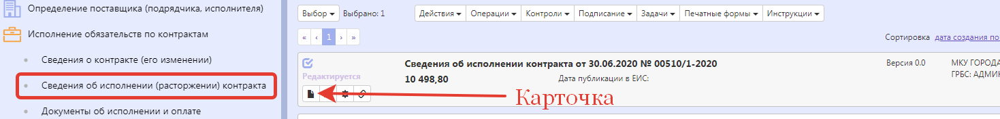 Определение поставщика (подрядчика, исполнителя)
Исполнение обязательств по контрактам
Сведения о контракте (его изменении)
Сведения об исполнении (расторжении) контракта
Документы об исполнении и оплате
Выбор Выбрано: 1 Действия Операции Контроли Подписание Задачи Печатные формы Инструкции
« ‹ 1 › »
Сортировка дата создания по
Сведения об исполнении контракта от 30.06.2020 № 00510/1-2020
Версия 0.0
МКУ ГОРОДА
Редактируется
10 498,80
Дата публикации в ЕИС:
ГРБС: АДМИН
Карточка